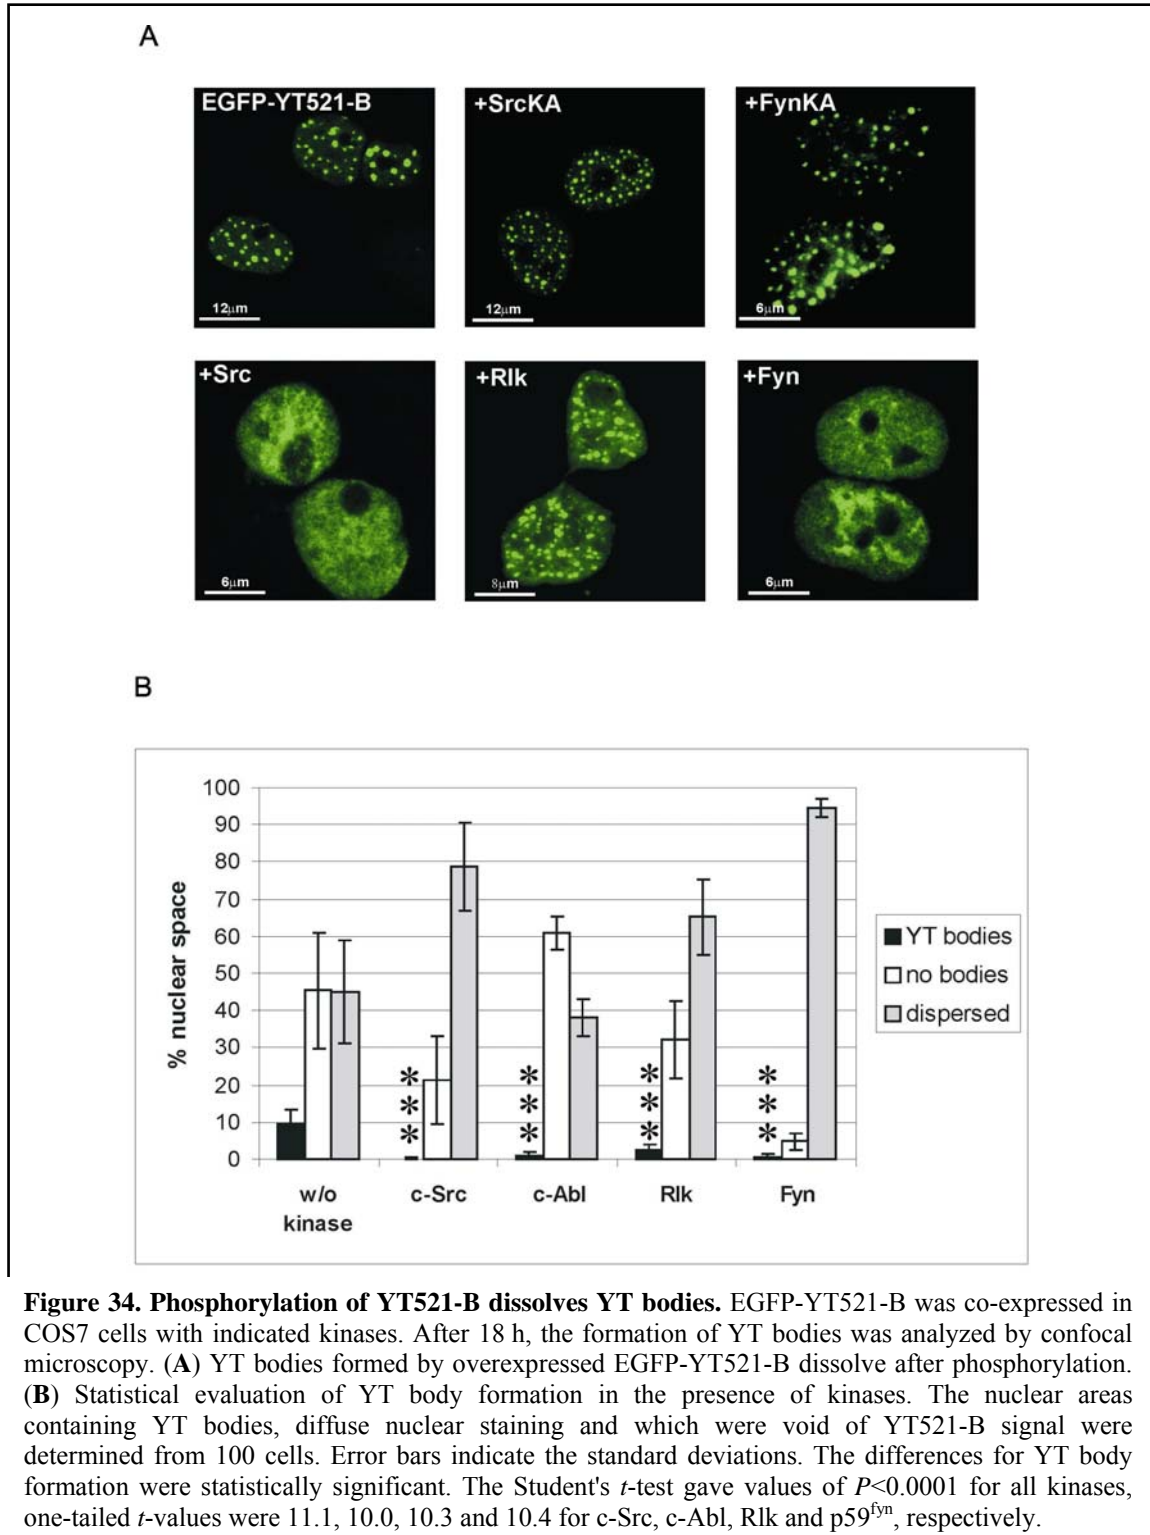 A
EGFP-YT521-B
+SrcKA
+FynKA
12µm
12µm
6µm
+Src
+Rlk
+Fyn
6µm
8µm
6µm
B
100
90
80
70
60
50
40
30
20
10
0
% nuclear space
***
***
***
***
w/o
kinase
c-Src
c-Abl
Rlk
Fyn
YT bodies
no bodies
dispersed
Figure 34. Phosphorylation of YT521-B dissolves YT bodies. EGFP-YT521-B was co-expressed in
COS7 cells with indicated kinases. After 18 h, the formation of YT bodies was analyzed by confocal
microscopy. (A) YT bodies formed by overexpressed EGFP-YT521-B dissolve after phosphorylation.
(B) Statistical evaluation of YT body formation in the presence of kinases. The nuclear areas
containing YT bodies, diffuse nuclear staining and which were void of YT521-B signal were
determined from 100 cells. Error bars indicate the standard deviations. The differences for YT body
formation were statistically significant. The Student's t-test gave values of P<0.0001 for all kinases,
one-tailed t-values were 11.1, 10.0, 10.3 and 10.4 for c-Src, c-Abl, Rlk and p59fyn, respectively.